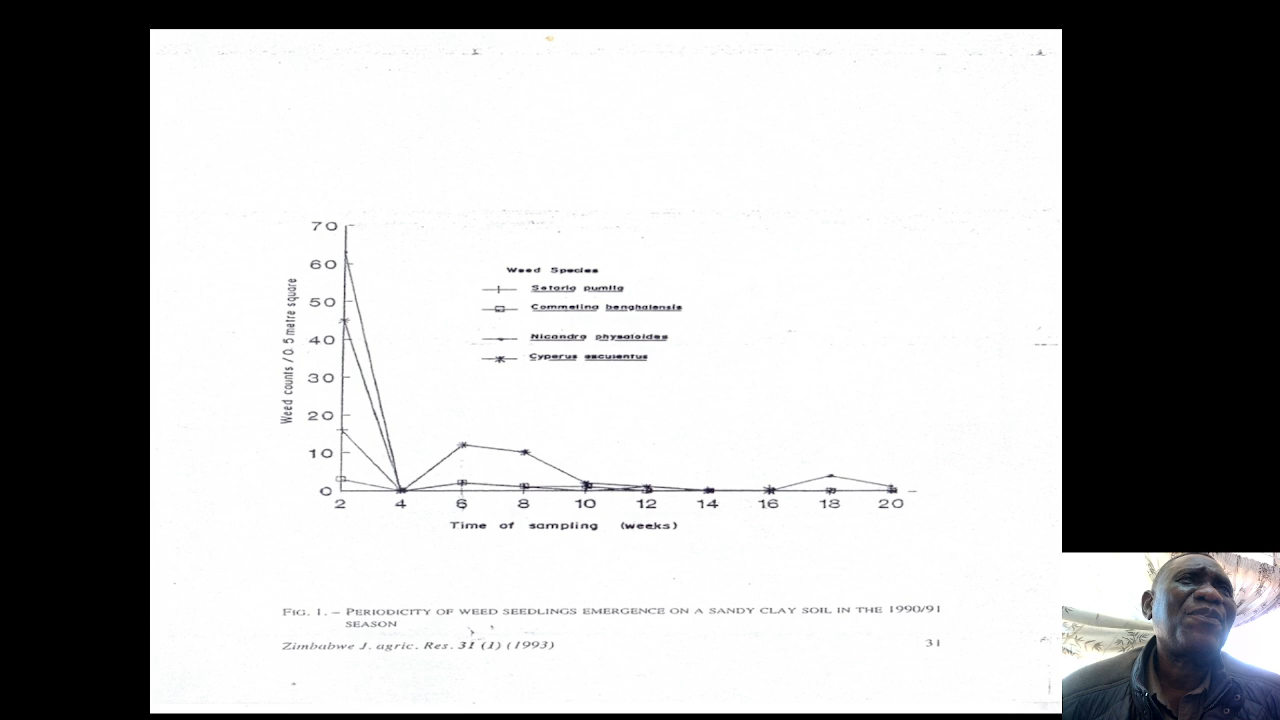 70
60
50
40
30
20
10
0
Weed counts / 0.5 metre square
Weed Species
Setaria pumila
Commelina benghalensis
Nicandra physaloides
Cyperus esculentus
2 4 6 8 10 12 14 16 18 20
Time of sampling (weeks)
FIG. 1. – PERIODICITY OF WEED SEEDLINGS EMERGENCE ON A SANDY CLAY SOIL IN THE 1990/91
SEASON
Zimbabwe J. agric. Res. 31 (1) (1993)
31